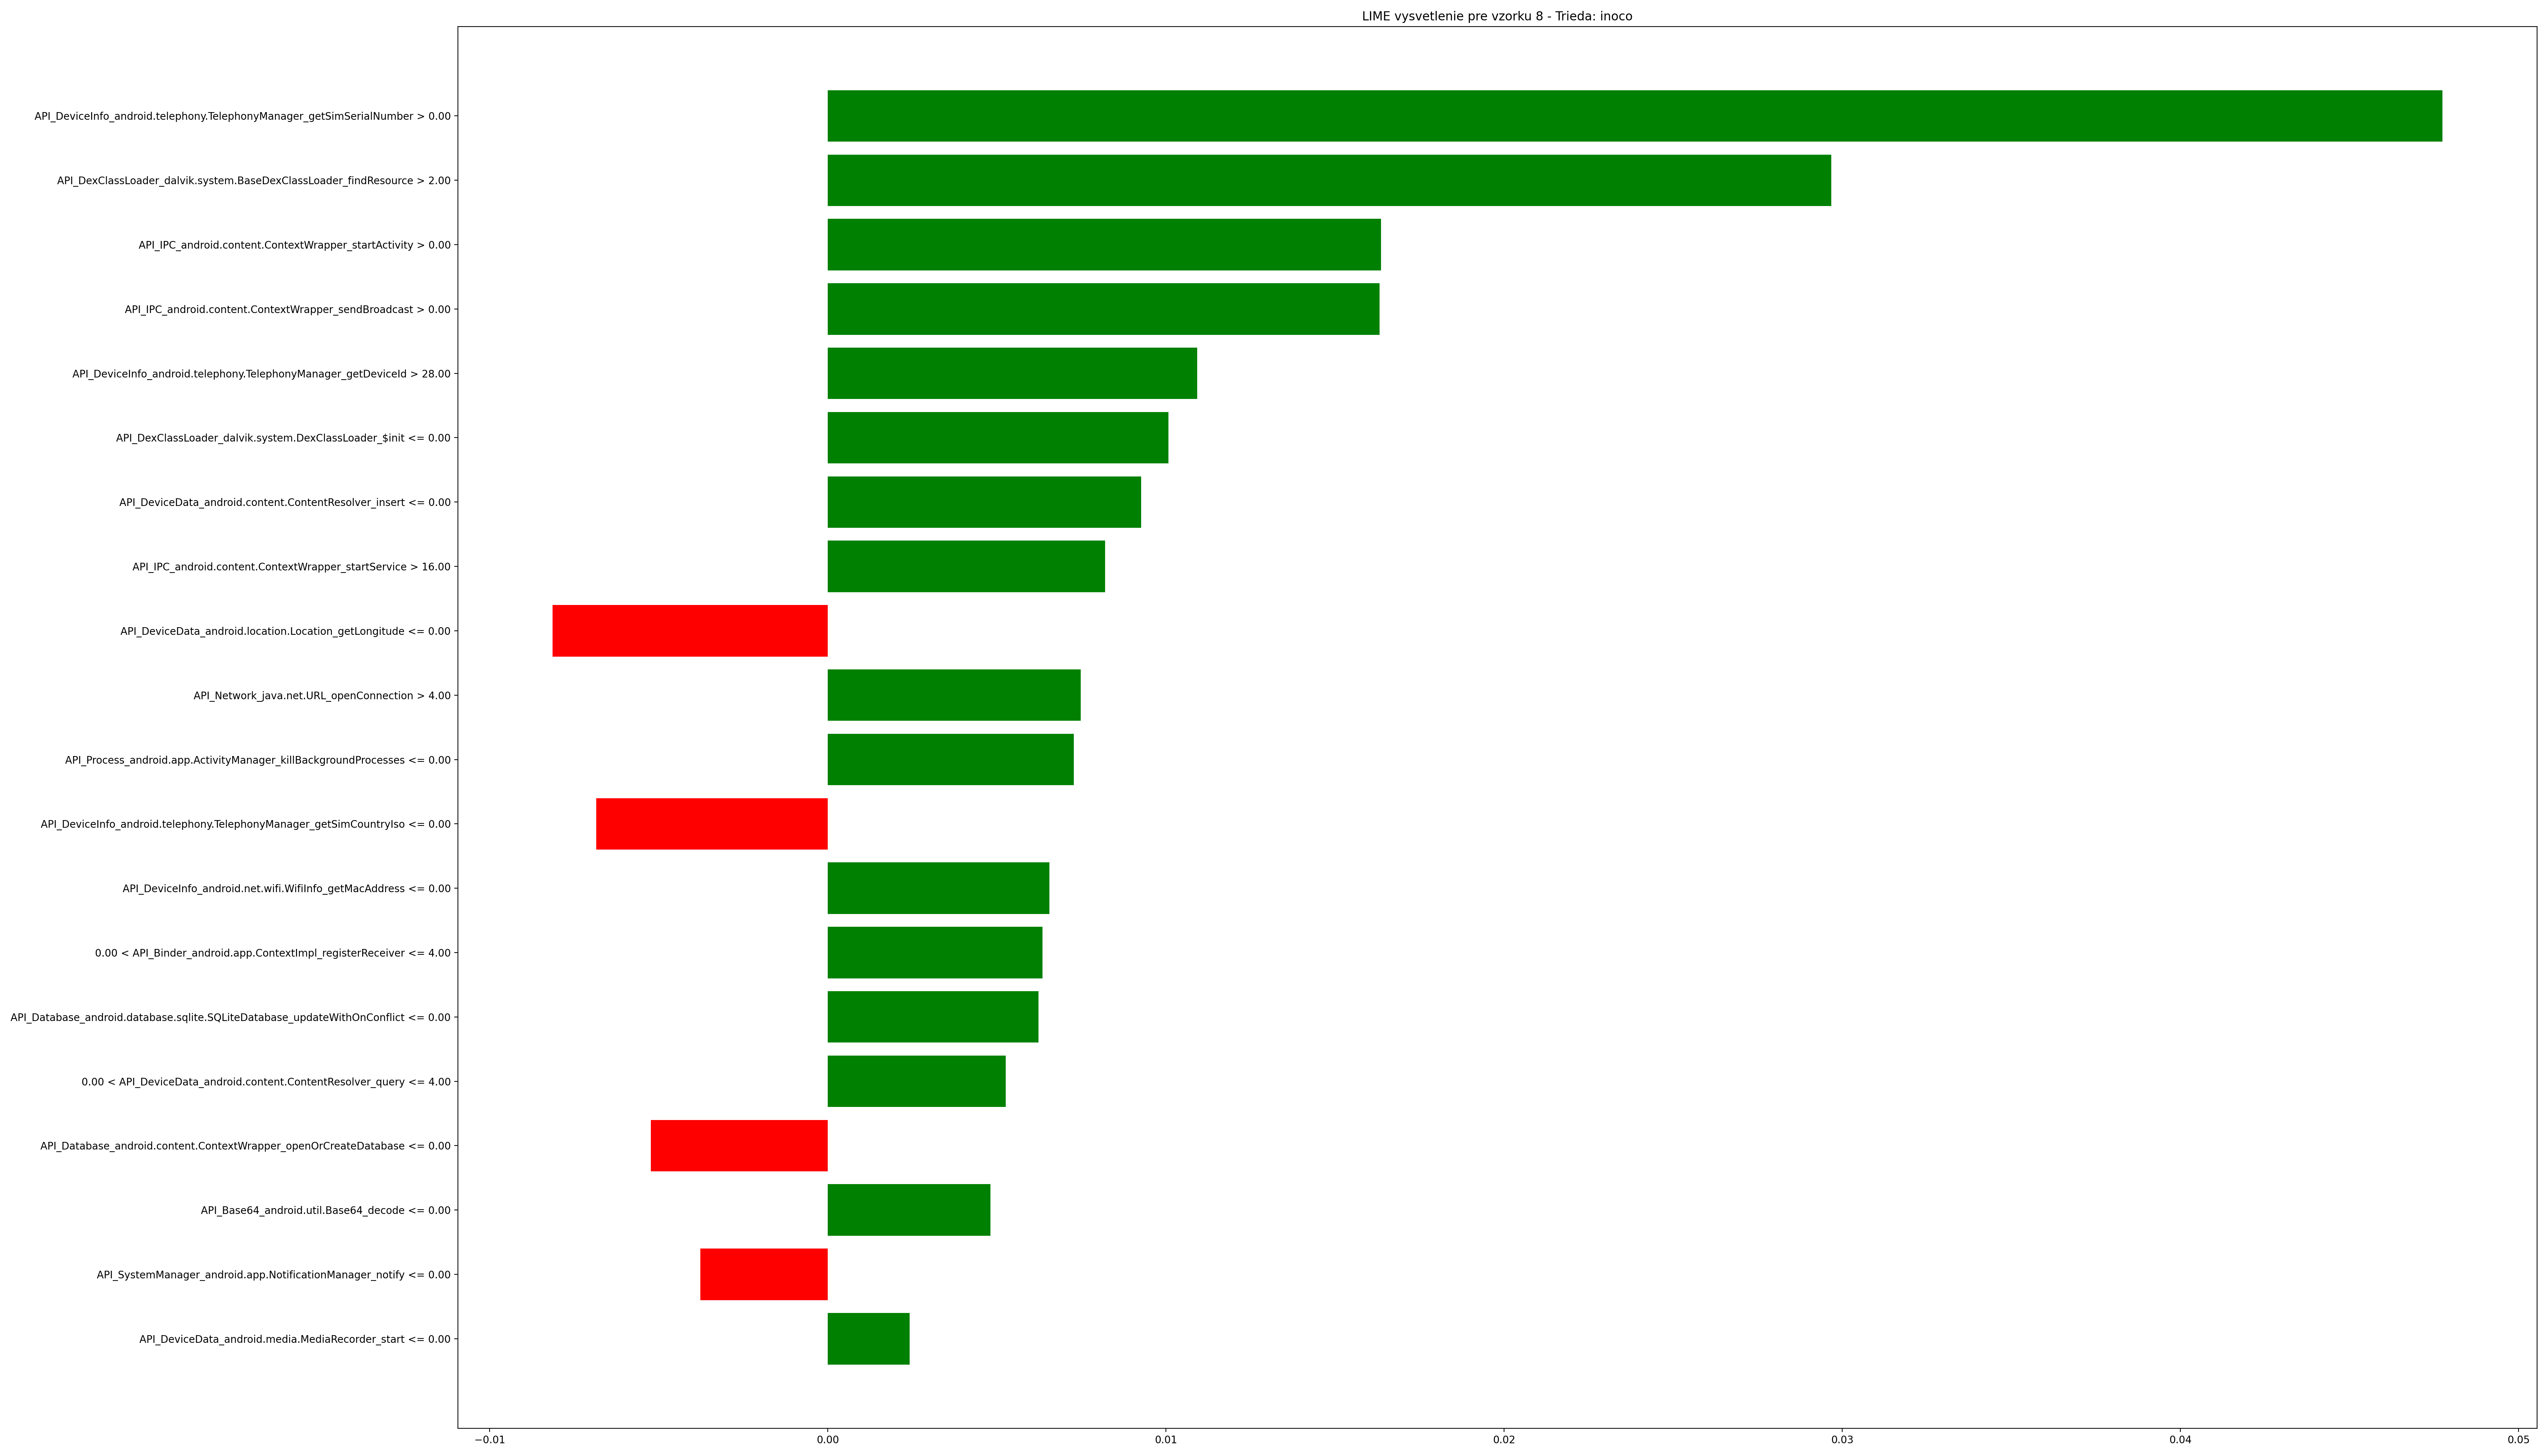 LIME vysvetlenie pre vzorku 8 - Trieda: inoco
API_DeviceInfo_android.telephony.TelephonyManager_getSimSerialNumber > 0.00
API_DexClassLoader_dalvik.system.BaseDexClassLoader_findResource > 2.00
API_IPC_android.content.ContextWrapper_startActivity > 0.00
API_IPC_android.content.ContextWrapper_sendBroadcast > 0.00
API_DeviceInfo_android.telephony.TelephonyManager_getDeviceId > 28.00
API_DexClassLoader_dalvik.system.DexClassLoader_$init <= 0.00
API_DeviceData_android.content.ContentResolver_insert <= 0.00
API_IPC_android.content.ContextWrapper_startService > 16.00
API_DeviceData_android.location.Location_getLongitude <= 0.00
API_Network_java.net.URL_openConnection > 4.00
API_Process_android.app.ActivityManager_killBackgroundProcesses <= 0.00
API_DeviceInfo_android.telephony.TelephonyManager_getSimCountryIso <= 0.00
API_DeviceInfo_android.net.wifi.WifiInfo_getMacAddress <= 0.00
0.00 < API_Binder_android.app.ContextImpl_registerReceiver <= 4.00
API_Database_android.database.sqlite.SQLiteDatabase_updateWithOnConflict <= 0.00
0.00 < API_DeviceData_android.content.ContentResolver_query <= 4.00
API_Database_android.content.ContextWrapper_openOrCreateDatabase <= 0.00
API_Base64_android.util.Base64_decode <= 0.00
API_SystemManager_android.app.NotificationManager_notify <= 0.00
API_DeviceData_android.media.MediaRecorder_start <= 0.00
−0.01 0.00 0.01 0.02 0.03 0.04 0.05